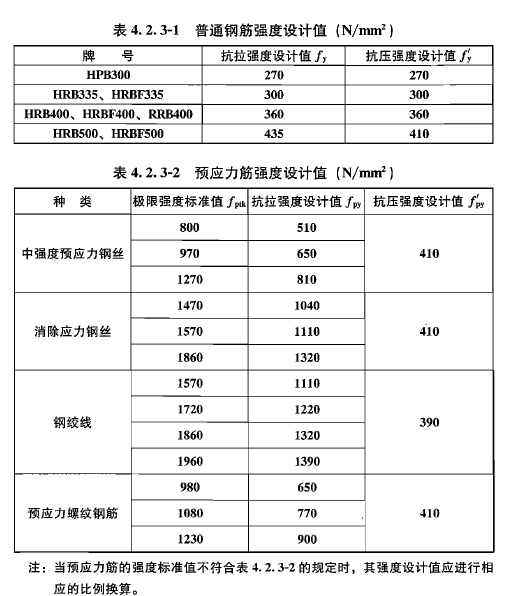 表 4.2.3-1 普通钢筋强度设计值（N/mm²）
牌 号 抗拉强度设计值 fy 抗压强度设计值 f′y
HPB300 270 270
HRB335、HRBF335 300 300
HRB400、HRBF400、RRB400 360 360
HRB500、HRBF500 435 410
表 4.2.3-2 预应力筋强度设计值（N/mm²）
种 类 极限强度标准值 fptk 抗拉强度设计值 fpy 抗压强度设计值 f′py
中强度预应力钢丝 800 510 410
970 650
1270 810
消除应力钢丝 1470 1040 410
1570 1110
1860 1320
钢绞线 1570 1110 390
1720 1220
1860 1320
1960 1390
预应力螺纹钢筋 980 650 410
1080 770
1230 900
注：当预应力筋的强度标准值不符合表 4.2.3-2 的规定时，其强度设计值应进行相
应的比例换算。